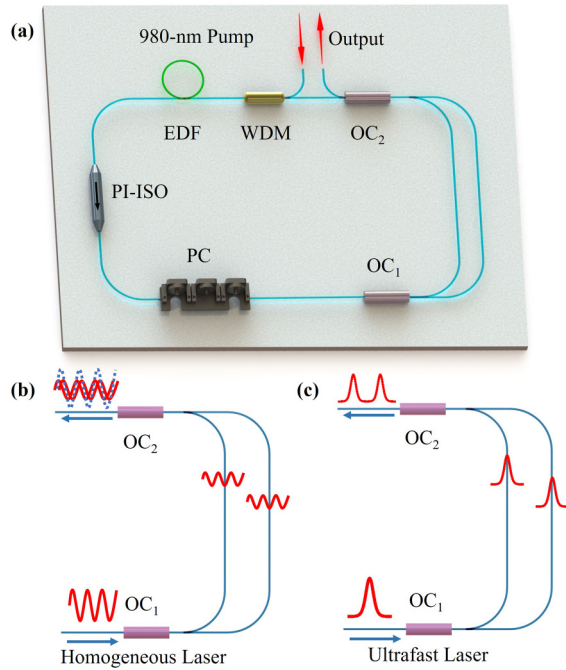 (a)
980-nm Pump
Output
EDF
WDM
OC₂
PI-ISO
PC
OC₁
(b)
(c)
OC₂
OC₂
OC₁
OC₁
Homogeneous Laser
Ultrafast Laser